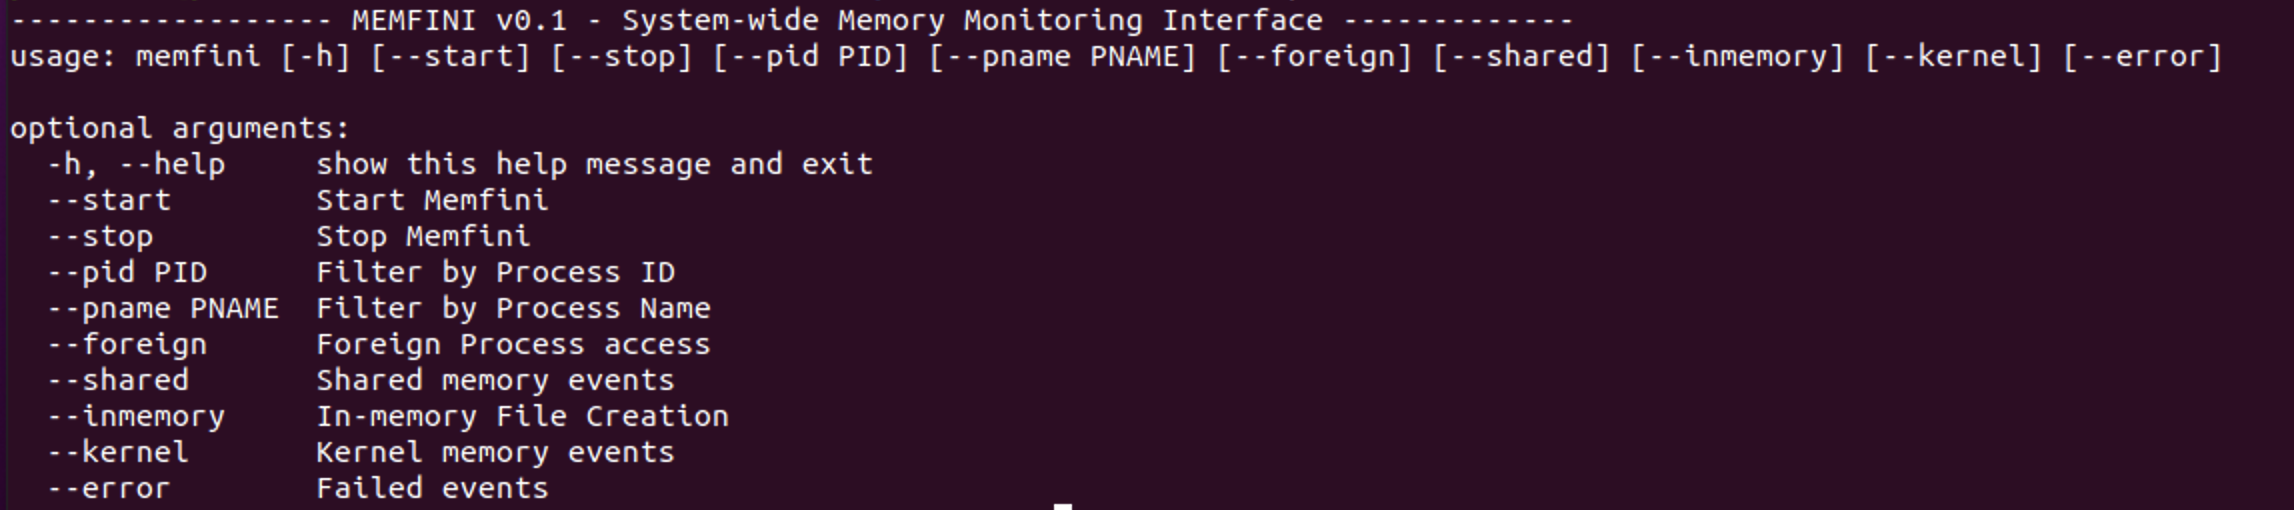 ------------------ MEMFINI v0.1 - System-wide Memory Monitoring Interface -------------
usage: memfini [-h] [--start] [--stop] [--pid PID] [--pname PNAME] [--foreign] [--shared] [--inmemory] [--kernel] [--error]

optional arguments:
  -h, --help     show this help message and exit
  --start        Start Memfini
  --stop         Stop Memfini
  --pid PID      Filter by Process ID
  --pname PNAME  Filter by Process Name
  --foreign      Foreign Process access
  --shared       Shared memory events
  --inmemory     In-memory File Creation
  --kernel       Kernel memory events
  --error        Failed events